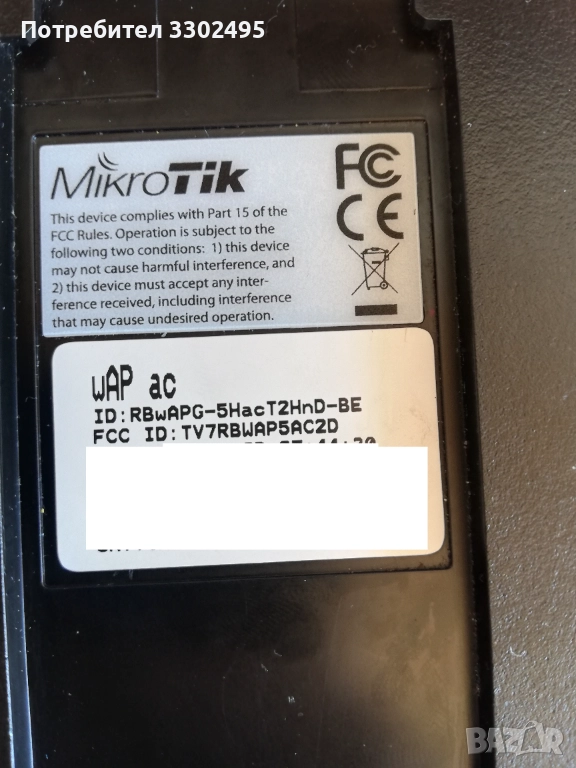 Потребител 3302495
MikroTik
FC
CE
This device complies with Part 15 of the
FCC Rules. Operation is subject to the
following two conditions: 1) this device
may not cause harmful interference, and
2) this device must accept any inter-
ference received, including interference
that may cause undesired operation.
wAP ac
ID:RBwAPG-5HacT2HnD-BE
FCC ID:TV7RBWAP5AC2D
BAZAR